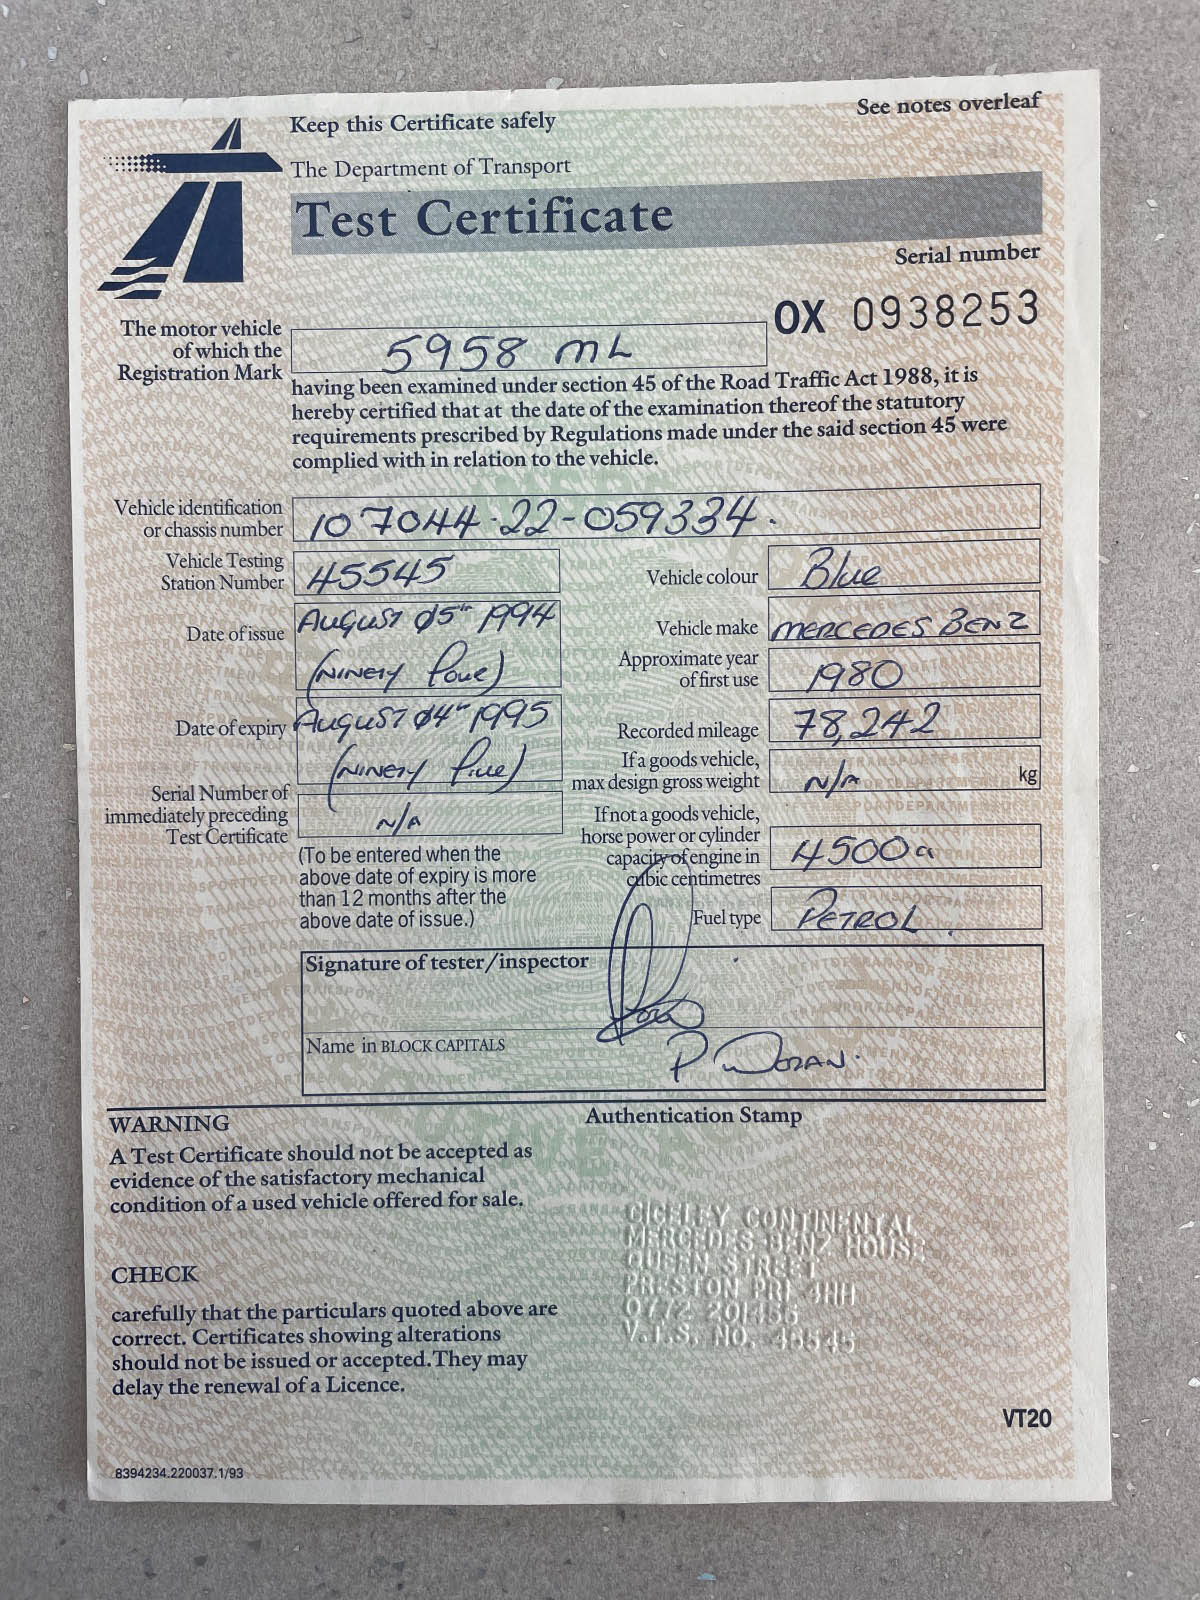 Keep this Certificate safely
See notes overleaf
The Department of Transport
Test Certificate
Serial number
OX 0938253
The motor vehicle
of which the
Registration Mark
5958 ML
having been examined under section 45 of the Road Traffic Act 1988, it is
hereby certified that at the date of the examination thereof the statutory
requirements prescribed by Regulations made under the said section 45 were
complied with in relation to the vehicle.
Vehicle identification
or chassis number
107044-22-059334.
Vehicle Testing
Station Number
45545
Vehicle colour
Blue
Date of issue
AUGUST 05th 1994
(NINETY Four)
Vehicle make
MERCEDES BENZ
Approximate year
of first use
1980
Date of expiry
AUGUST 04th 1995
(NINETY Five)
Recorded mileage
78,242
If a goods vehicle,
max design gross weight
N/A
kg
Serial Number of
immediately preceding
Test Certificate
N/A
(To be entered when the
above date of expiry is more
than 12 months after the
above date of issue.)
If not a goods vehicle,
horse power or cylinder
capacity of engine in
cubic centimetres
4500
Fuel type
PETROL
Signature of tester/inspector
Name in BLOCK CAPITALS
P DORAN.
WARNING
A Test Certificate should not be accepted as
evidence of the satisfactory mechanical
condition of a used vehicle offered for sale.
Authentication Stamp
CICELEY CONTINENTAL
MERCEDES BENZ HOUSE
QUEEN STREET
PRESTON PR1 4HH
0772 201456
V.T.S. NO. 45545
CHECK
carefully that the particulars quoted above are
correct. Certificates showing alterations
should not be issued or accepted. They may
delay the renewal of a Licence.
VT20
8394234.220037.1/93